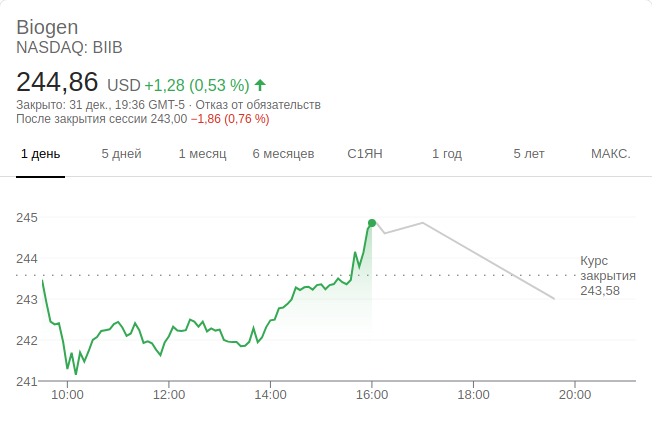 Biogen
NASDAQ: BIIB
244,86 USD +1,28 (0,53 %)
Закрыто: 31 дек., 19:36 GMT-5 · Отказ от обязательств
После закрытия сессии 243,00 −1,86 (0,76 %)
1 день 5 дней 1 месяц 6 месяцев С1ЯН 1 год 5 лет МАКС.
245
244
Курс
закрытия
243,58
243
242
241
10:00 12:00 14:00 16:00 18:00 20:00